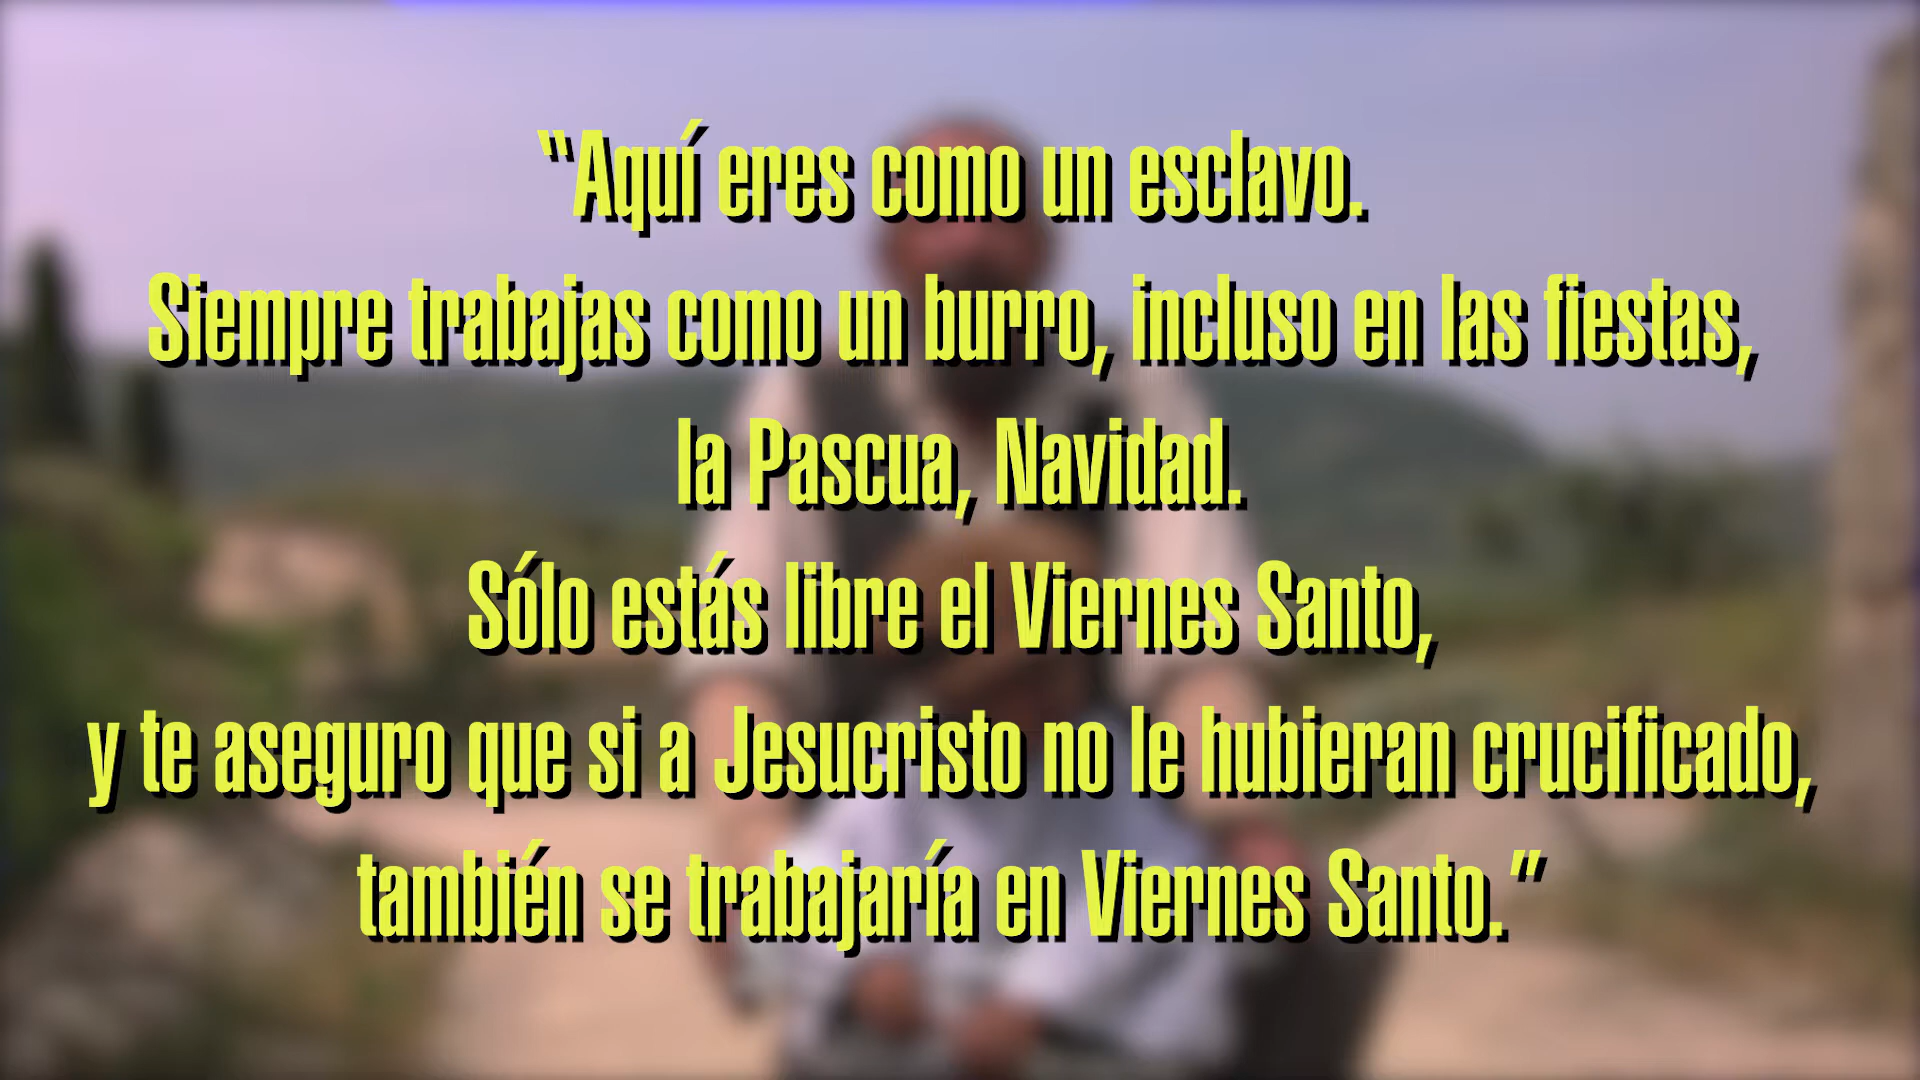 “Aquí eres como un esclavo.
Siempre trabajas como un burro, incluso en las fiestas,
la Pascua, Navidad.
Sólo estás libre el Viernes Santo,
y te aseguro que si a Jesucristo no le hubieran crucificado,
también se trabajaría en Viernes Santo.”